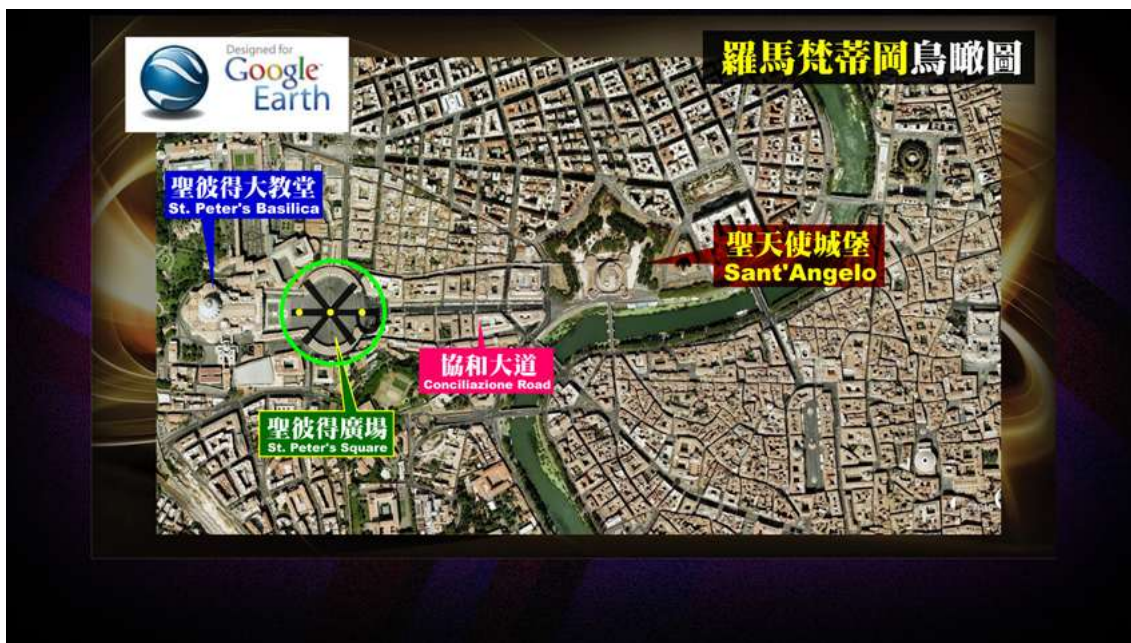 Designed for
Google
Earth
羅馬梵蒂岡鳥瞰圖
聖彼得大教堂
St. Peter's Basilica
聖天使城堡
Sant'Angelo
協和大道
Conciliazione Road
聖彼得廣場
St. Peter's Square